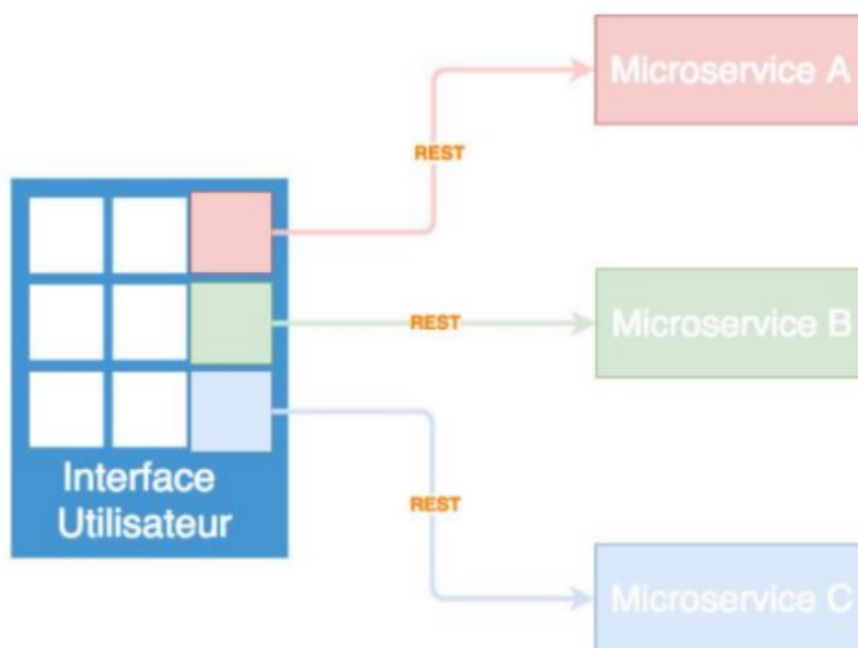 Microservice A
REST
REST
Microservice B
Interface
Utilisateur
REST
Microservice C